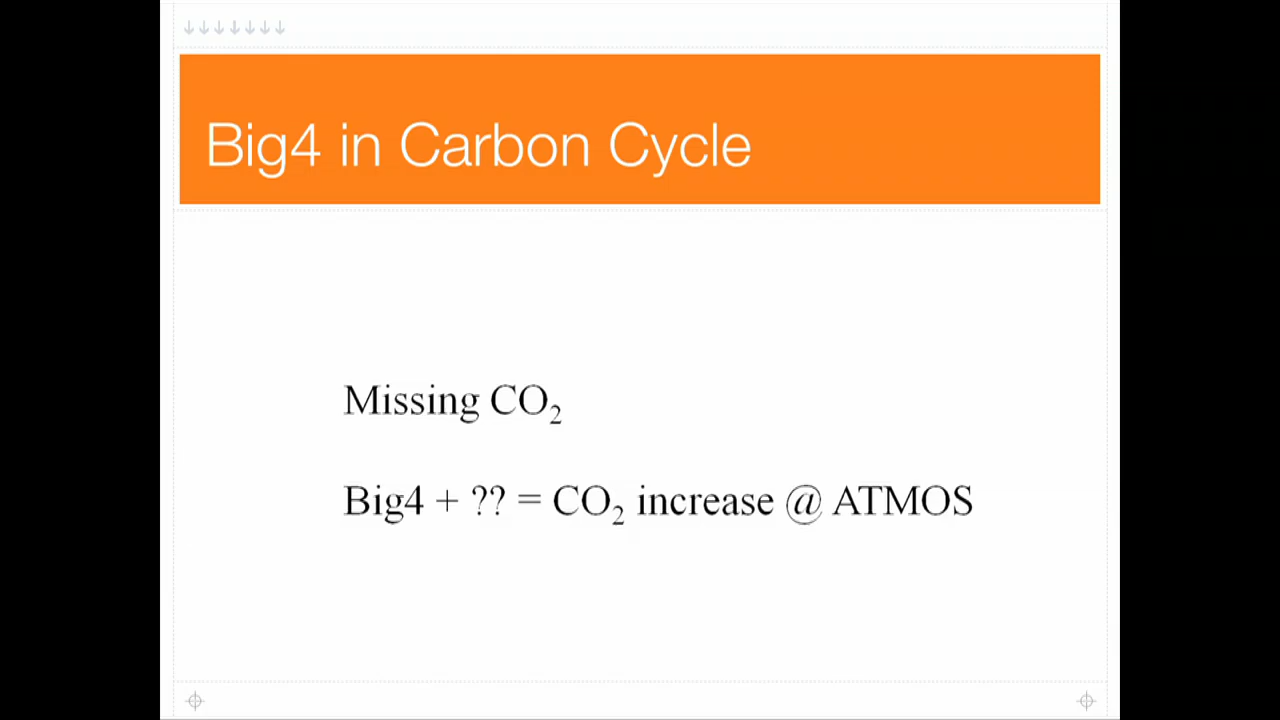 Big4 in Carbon Cycle
Missing CO₂
Big4 + ?? = CO₂ increase @ ATMOS